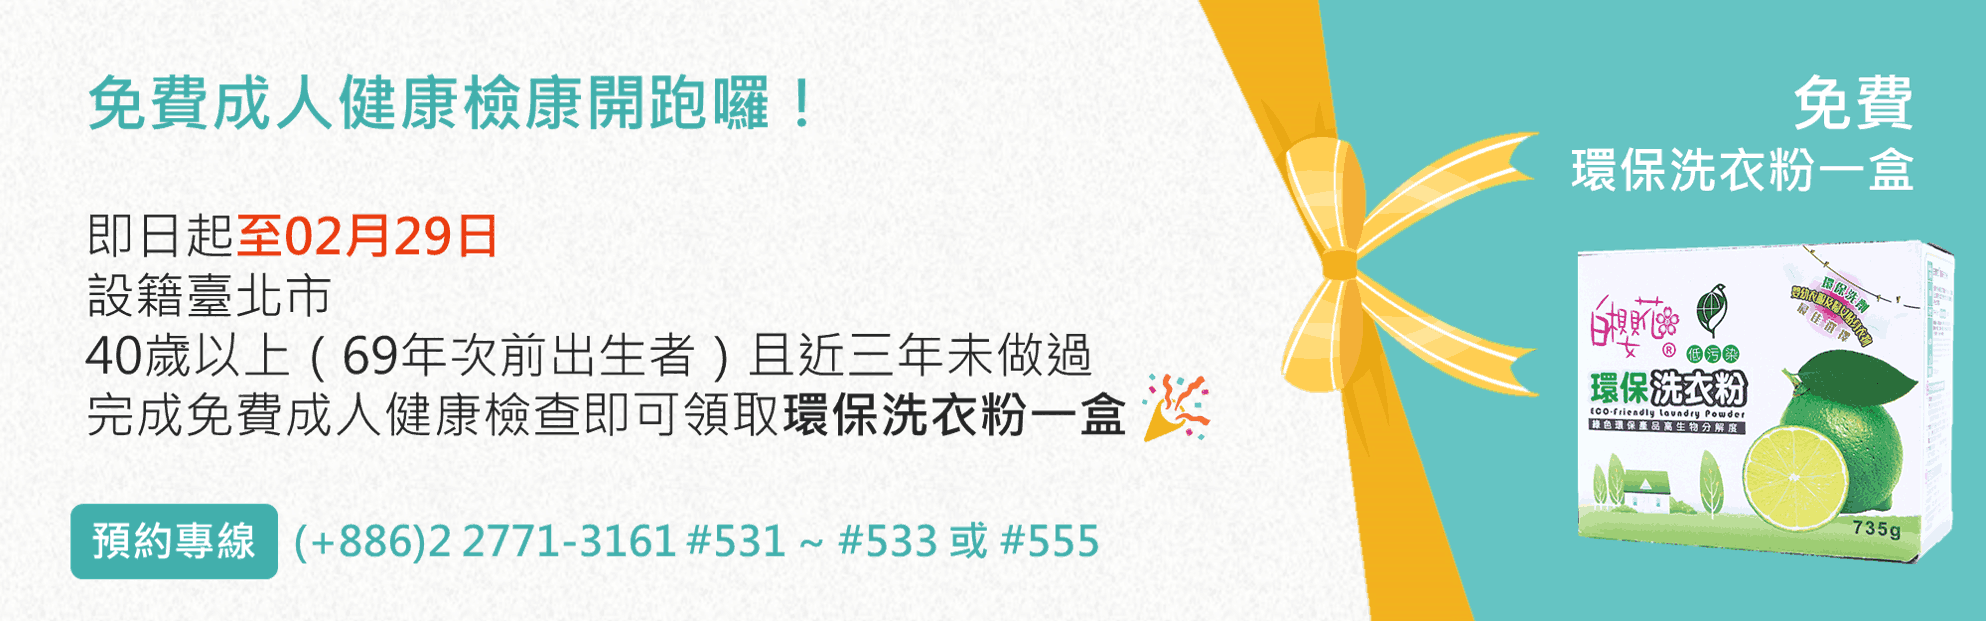 免費成人健康檢康開跑囉！
即日起至02月29日
設籍臺北市
40歲以上（69年次前出生者）且近三年未做過
完成免費成人健康檢查即可領取環保洗衣粉一盒
預約專線 (+886)2 2771-3161 #531 ~ #533 或 #555
免費
環保洗衣粉一盒
環保洗劑
最佳選擇
白櫻花®
低污染
環保洗衣粉
ECO-Friendly Laundry Powder
綠色環保產品高生物分解度
735g